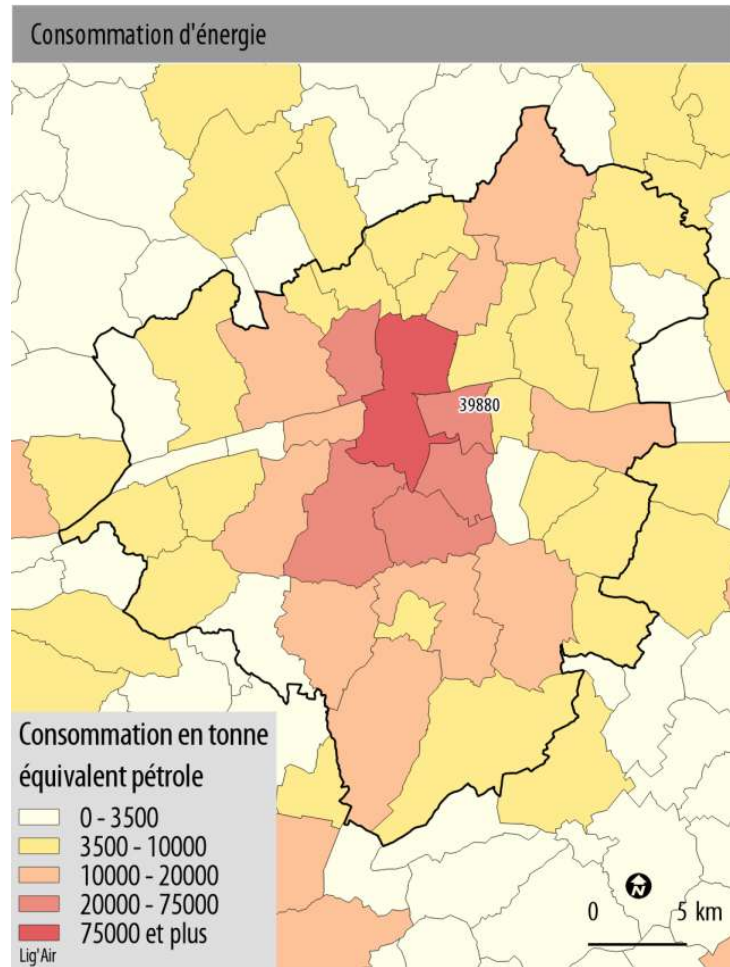 Consommation d'énergie
39880
Consommation en tonne
équivalent pétrole
0 - 3500
3500 - 10000
10000 - 20000
20000 - 75000
75000 et plus
Lig'Air
0 5 km